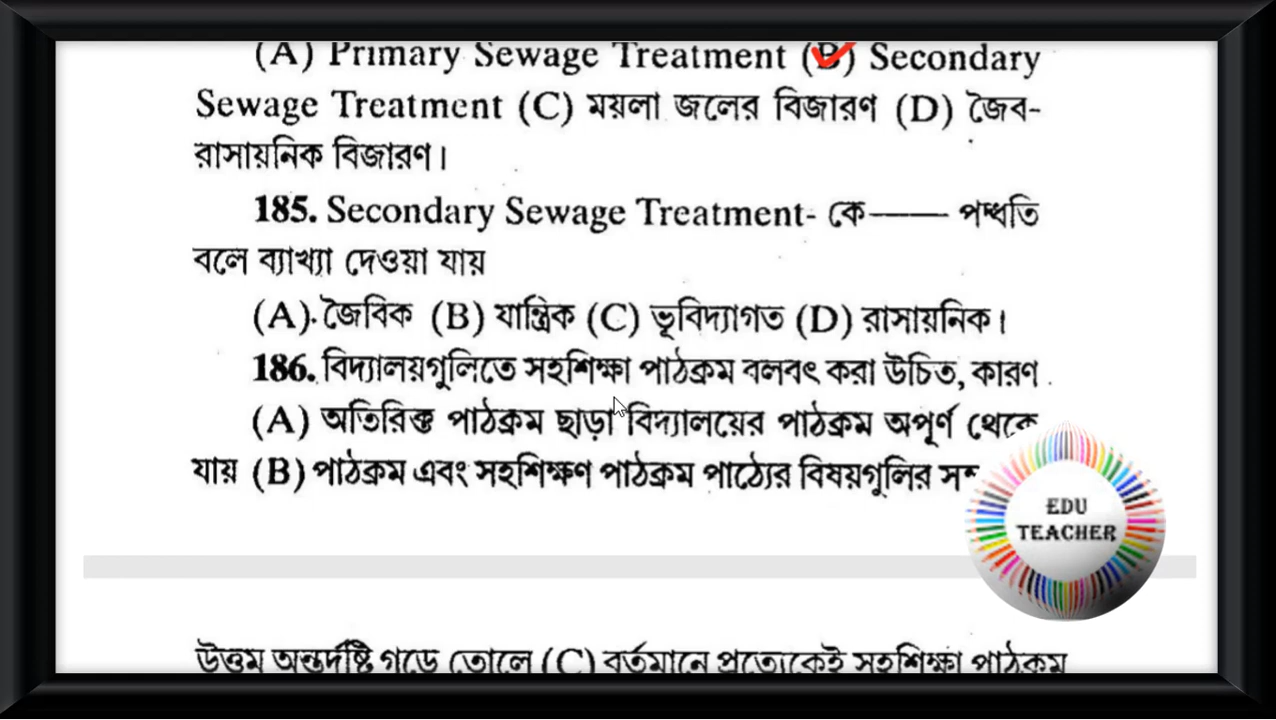 (A) Primary Sewage Treatment (B) Secondary
Sewage Treatment (C) ময়লা জলের বিজারণ (D) জৈব-
রাসায়নিক বিজারণ।
185. Secondary Sewage Treatment- কে—— পদ্ধতি
বলে ব্যাখ্যা দেওয়া যায়
(A) জৈবিক (B) যান্ত্রিক (C) ভূবিদ্যাগত (D) রাসায়নিক।
186. বিদ্যালয়গুলিতে সহশিক্ষা পাঠক্রম বলবৎ করা উচিত, কারণ
(A) অতিরিক্ত পাঠক্রম ছাড়া বিদ্যালয়ের পাঠক্রম অপূর্ণ থেকে
যায় (B) পাঠক্রম এবং সহশিক্ষণ পাঠক্রম পাঠ্যের বিষয়গুলির
EDU
TEACHER
উত্তম অন্তর্দৃষ্টি গড়ে তোলে (C) বর্তমানে প্রত্যেকেই সহশিক্ষা পাঠক্রম